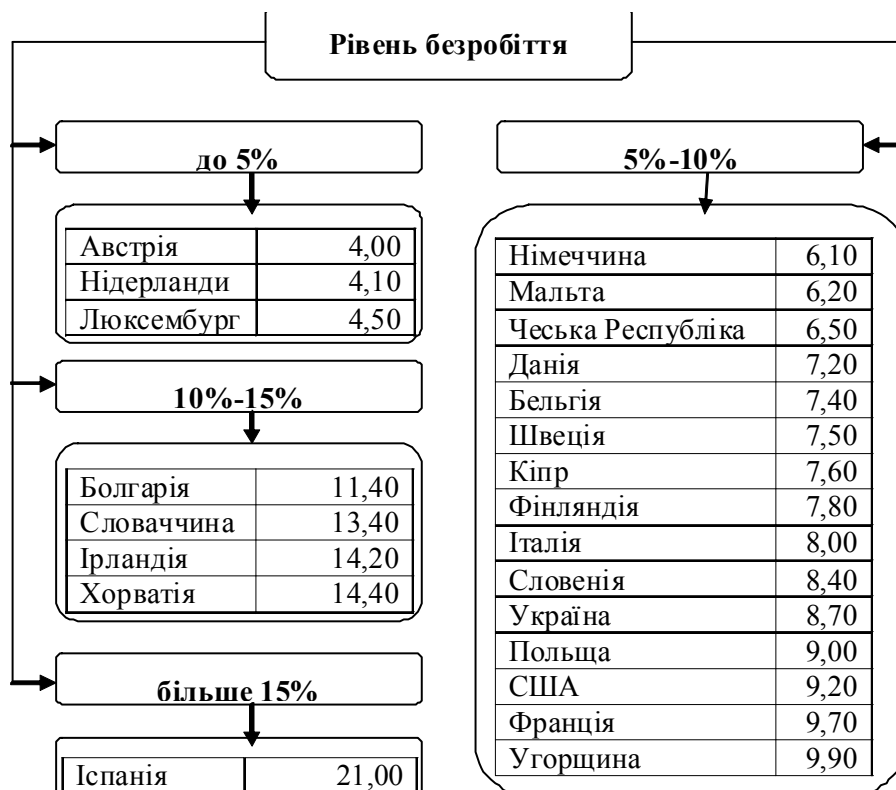 Рівень безробіття
до 5%
Австрія 4,00
Нідерланди 4,10
Люксембург 4,50
10%-15%
Болгарія 11,40
Словаччина 13,40
Ірландія 14,20
Хорватія 14,40
більше 15%
Іспанія 21,00
5%-10%
Німеччина 6,10
Мальта 6,20
Чеська Республіка 6,50
Данія 7,20
Бельгія 7,40
Швеція 7,50
Кіпр 7,60
Фінляндія 7,80
Італія 8,00
Словенія 8,40
Україна 8,70
Польща 9,00
США 9,20
Франція 9,70
Угорщина 9,90